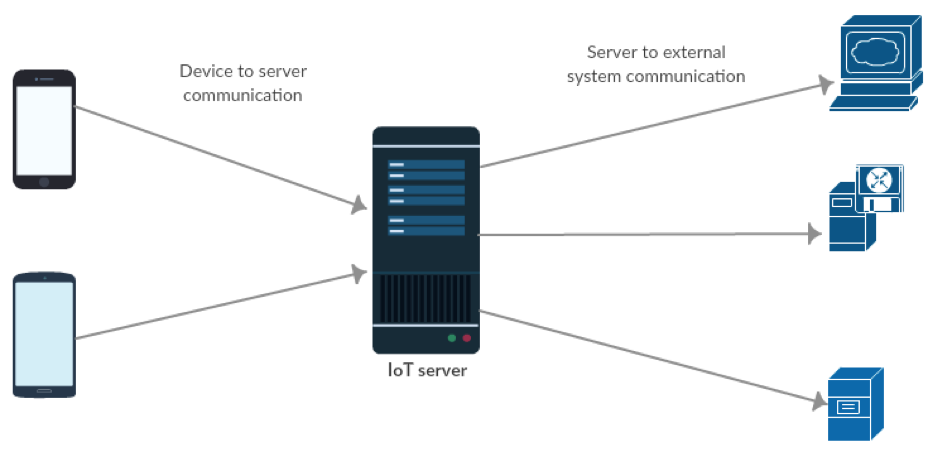 Device to server
communication
Server to external
system communication
IoT server